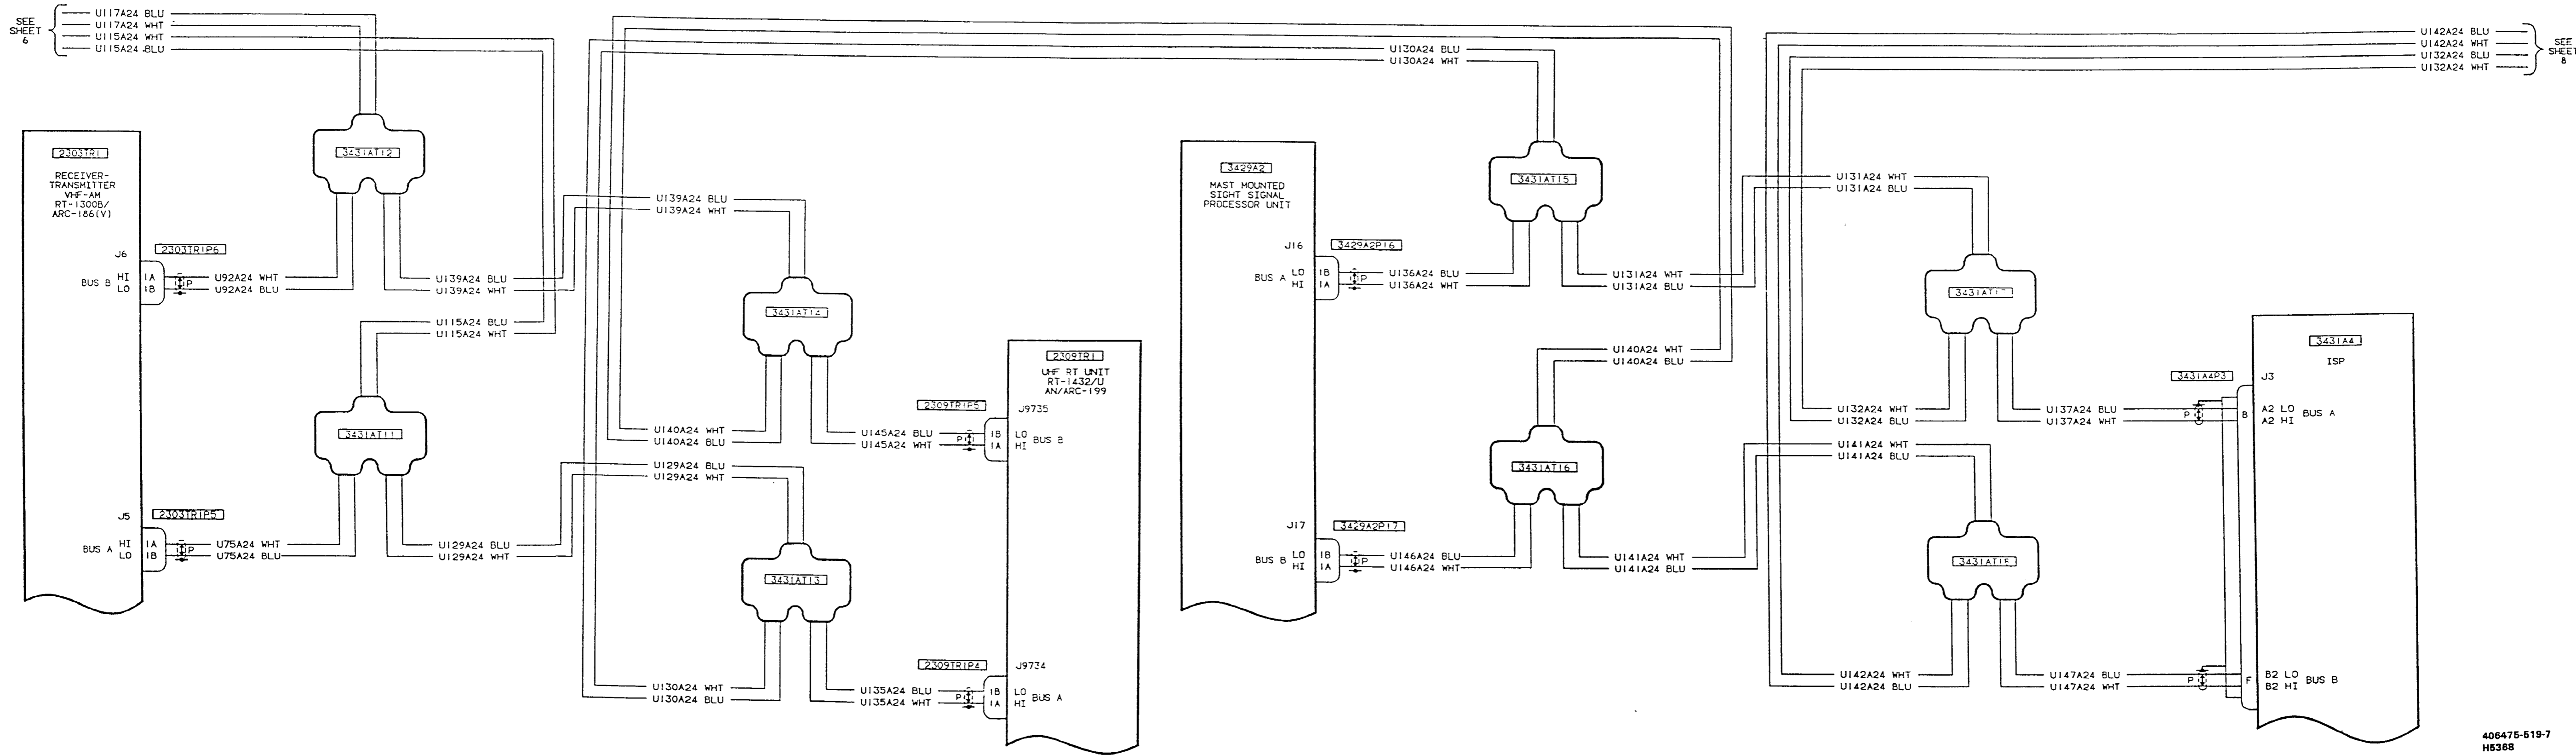 SEE
SHEET
6
U117A24 BLU
U117A24 WHT
U115A24 WHT
U115A24 BLU
2303TR1
RECEIVER-
TRANSMITTER
VHF-AM
RT-1300B/
ARC-186(V)
J6
2303TR1P6
BUS B
HI 1A
LO 1B
P
U92A24 WHT
U92A24 BLU
3431AT12
U139A24 BLU
U139A24 WHT
U115A24 BLU
U115A24 WHT
3431AT11
J5
2303TR1P5
BUS A
HI 1A
LO 1B
P
U75A24 WHT
U75A24 BLU
U129A24 BLU
U129A24 WHT
U139A24 BLU
U139A24 WHT
3431AT14
U140A24 WHT
U140A24 BLU
U145A24 BLU
U145A24 WHT
2309TR1P5
P
J9735
1B LO
1A HI
BUS B
2309TR1
UHF RT UNIT
RT-1432/U
AN/ARC-199
U129A24 BLU
U129A24 WHT
3431AT13
U130A24 WHT
U130A24 BLU
U135A24 BLU
U135A24 WHT
2309TR1P4
P
J9734
1B LO
1A HI
BUS A
U130A24 BLU
U130A24 WHT
3429A2
MAST MOUNTED
SIGHT SIGNAL
PROCESSOR UNIT
J16
3429A2P16
BUS A
LO 1B
HI 1A
P
U136A24 BLU
U136A24 WHT
3431AT15
U131A24 WHT
U131A24 BLU
U140A24 WHT
U140A24 BLU
3431AT16
J17
3429A2P17
BUS B
LO 1B
HI 1A
P
U146A24 BLU
U146A24 WHT
U141A24 WHT
U141A24 BLU
U142A24 BLU
U142A24 WHT
U132A24 BLU
U132A24 WHT
SEE
SHEET
8
U131A24 WHT
U131A24 BLU
U132A24 WHT
U132A24 BLU
U137A24 BLU
U137A24 WHT
3431A4P3
P
B
J3
A2 LO
A2 HI
BUS A
3431A4
ISP
U141A24 WHT
U141A24 BLU
U142A24 WHT
U142A24 BLU
U147A24 BLU
U147A24 WHT
P
F
B2 LO
B2 HI
BUS B
406475-519-7
H5368